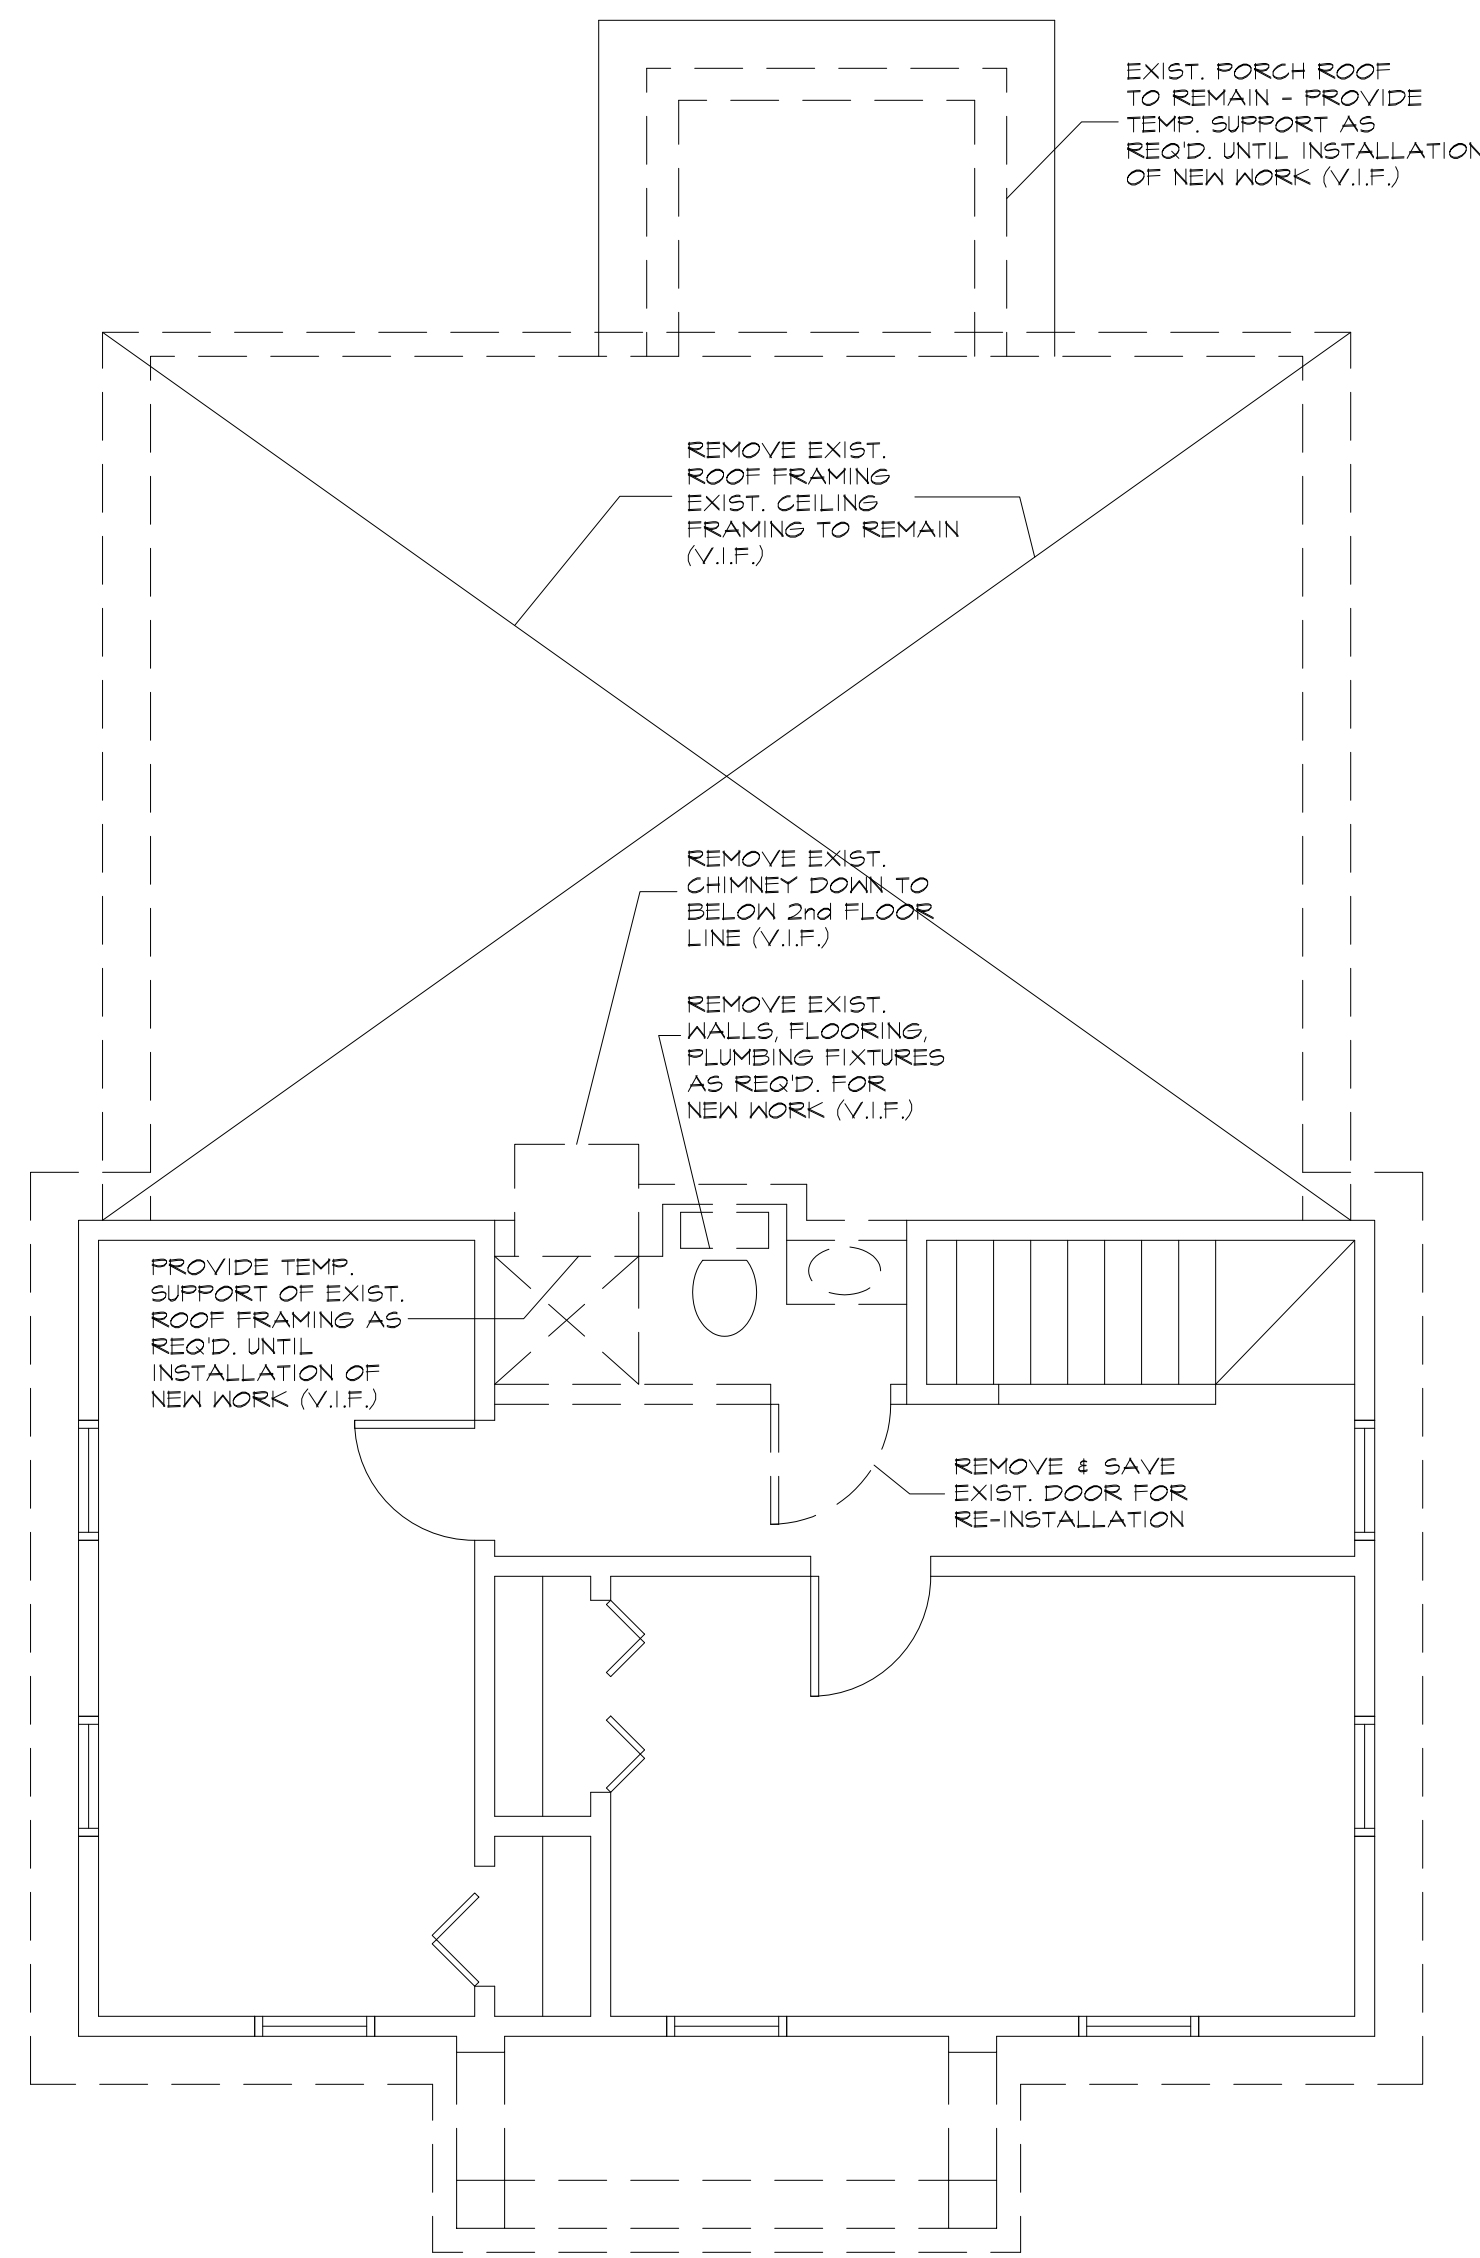 EXIST. PORCH ROOF
TO REMAIN - PROVIDE
TEMP. SUPPORT AS
REQ'D. UNTIL INSTALLATION
OF NEW WORK (V.I.F.)
REMOVE EXIST.
ROOF FRAMING
EXIST. CEILING
FRAMING TO REMAIN
(V.I.F.)
REMOVE EXIST.
CHIMNEY DOWN TO
BELOW 2nd FLOOR
LINE (V.I.F.)
REMOVE EXIST.
WALLS, FLOORING,
PLUMBING FIXTURES
AS REQ'D. FOR
NEW WORK (V.I.F.)
PROVIDE TEMP.
SUPPORT OF EXIST.
ROOF FRAMING AS
REQ'D. UNTIL
INSTALLATION OF
NEW WORK (V.I.F.)
REMOVE & SAVE
EXIST. DOOR FOR
RE-INSTALLATION